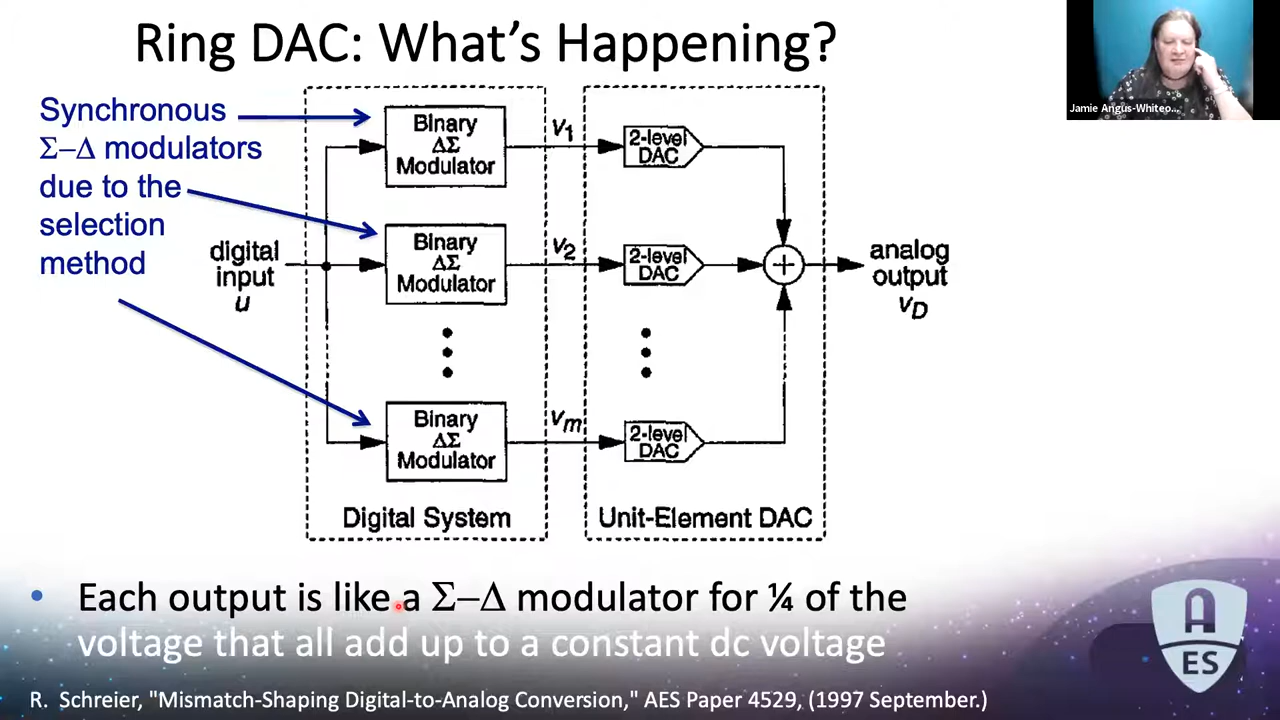 Ring DAC: What's Happening?
Jamie Angus-Whiteo...
Synchronous
Σ–Δ modulators
due to the
selection
method
digital
input
u
Binary
ΔΣ
Modulator
V1
2-level
DAC
Binary
ΔΣ
Modulator
V2
2-level
DAC
Binary
ΔΣ
Modulator
Vm
2-level
DAC
+
analog
output
VD
Digital System
Unit-Element DAC
• Each output is like a Σ–Δ modulator for ¼ of the
voltage that all add up to a constant dc voltage
R. Schreier, "Mismatch-Shaping Digital-to-Analog Conversion," AES Paper 4529, (1997 September.)
A
ES